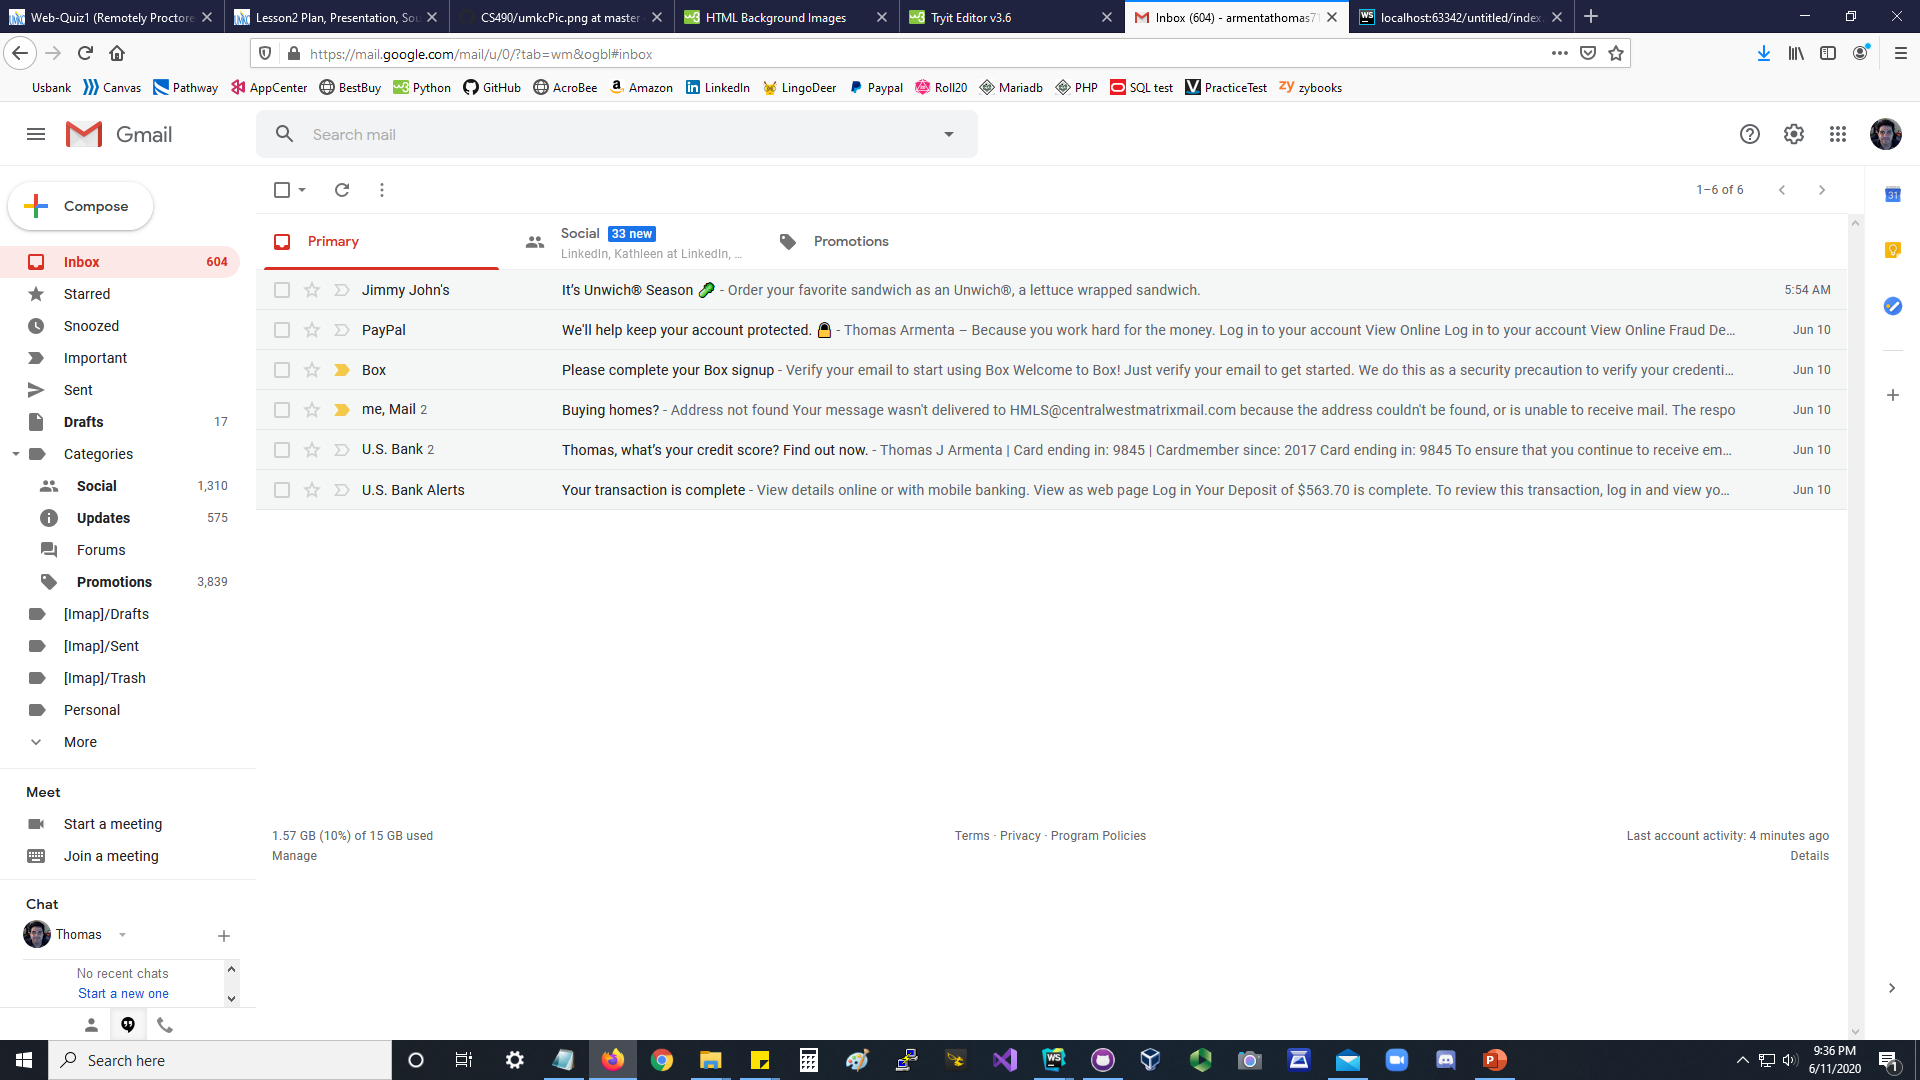 Web-Quiz1 (Remotely Proctore
Lesson2 Plan, Presentation, Sou
CS490/umkcPic.png at master
HTML Background Images
Tryit Editor v3.6
Inbox (604) - armentathomas71
localhost:63342/untitled/index.
https://mail.google.com/mail/u/0/?tab=wm&ogbl#inbox
Usbank Canvas Pathway AppCenter BestBuy Python GitHub AcroBee Amazon LinkedIn LingoDeer Paypal Roll20 Mariadb PHP SQL test PracticeTest zybooks
Gmail
Search mail
Compose
1–6 of 6
Primary
Social 33 new
LinkedIn, Kathleen at LinkedIn, ...
Promotions
Inbox 604
Starred
Snoozed
Important
Sent
Drafts 17
Categories
Social 1,310
Updates 575
Forums
Promotions 3,839
[Imap]/Drafts
[Imap]/Sent
[Imap]/Trash
Personal
More
Jimmy John's It's Unwich® Season 🥒 - Order your favorite sandwich as an Unwich®, a lettuce wrapped sandwich. 5:54 AM
PayPal We'll help keep your account protected. 🔒 - Thomas Armenta – Because you work hard for the money. Log in to your account View Online Log in to your account View Online Fraud De... Jun 10
Box Please complete your Box signup - Verify your email to start using Box Welcome to Box! Just verify your email to get started. We do this as a security precaution to verify your credenti... Jun 10
me, Mail 2 Buying homes? - Address not found Your message wasn't delivered to HMLS@centralwestmatrixmail.com because the address couldn't be found, or is unable to receive mail. The respo Jun 10
U.S. Bank 2 Thomas, what's your credit score? Find out now. - Thomas J Armenta | Card ending in: 9845 | Cardmember since: 2017 Card ending in: 9845 To ensure that you continue to receive em... Jun 10
U.S. Bank Alerts Your transaction is complete - View details online or with mobile banking. View as web page Log in Your Deposit of $563.70 is complete. To review this transaction, log in and view yo... Jun 10
Meet
Start a meeting
Join a meeting
Chat
Thomas
No recent chats
Start a new one
1.57 GB (10%) of 15 GB used
Manage
Terms · Privacy · Program Policies
Last account activity: 4 minutes ago
Details
31
Search here
9:36 PM
6/11/2020
1